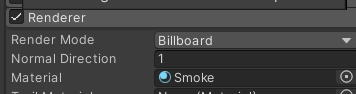 Renderer
Render Mode Billboard
Normal Direction 1
Material Smoke